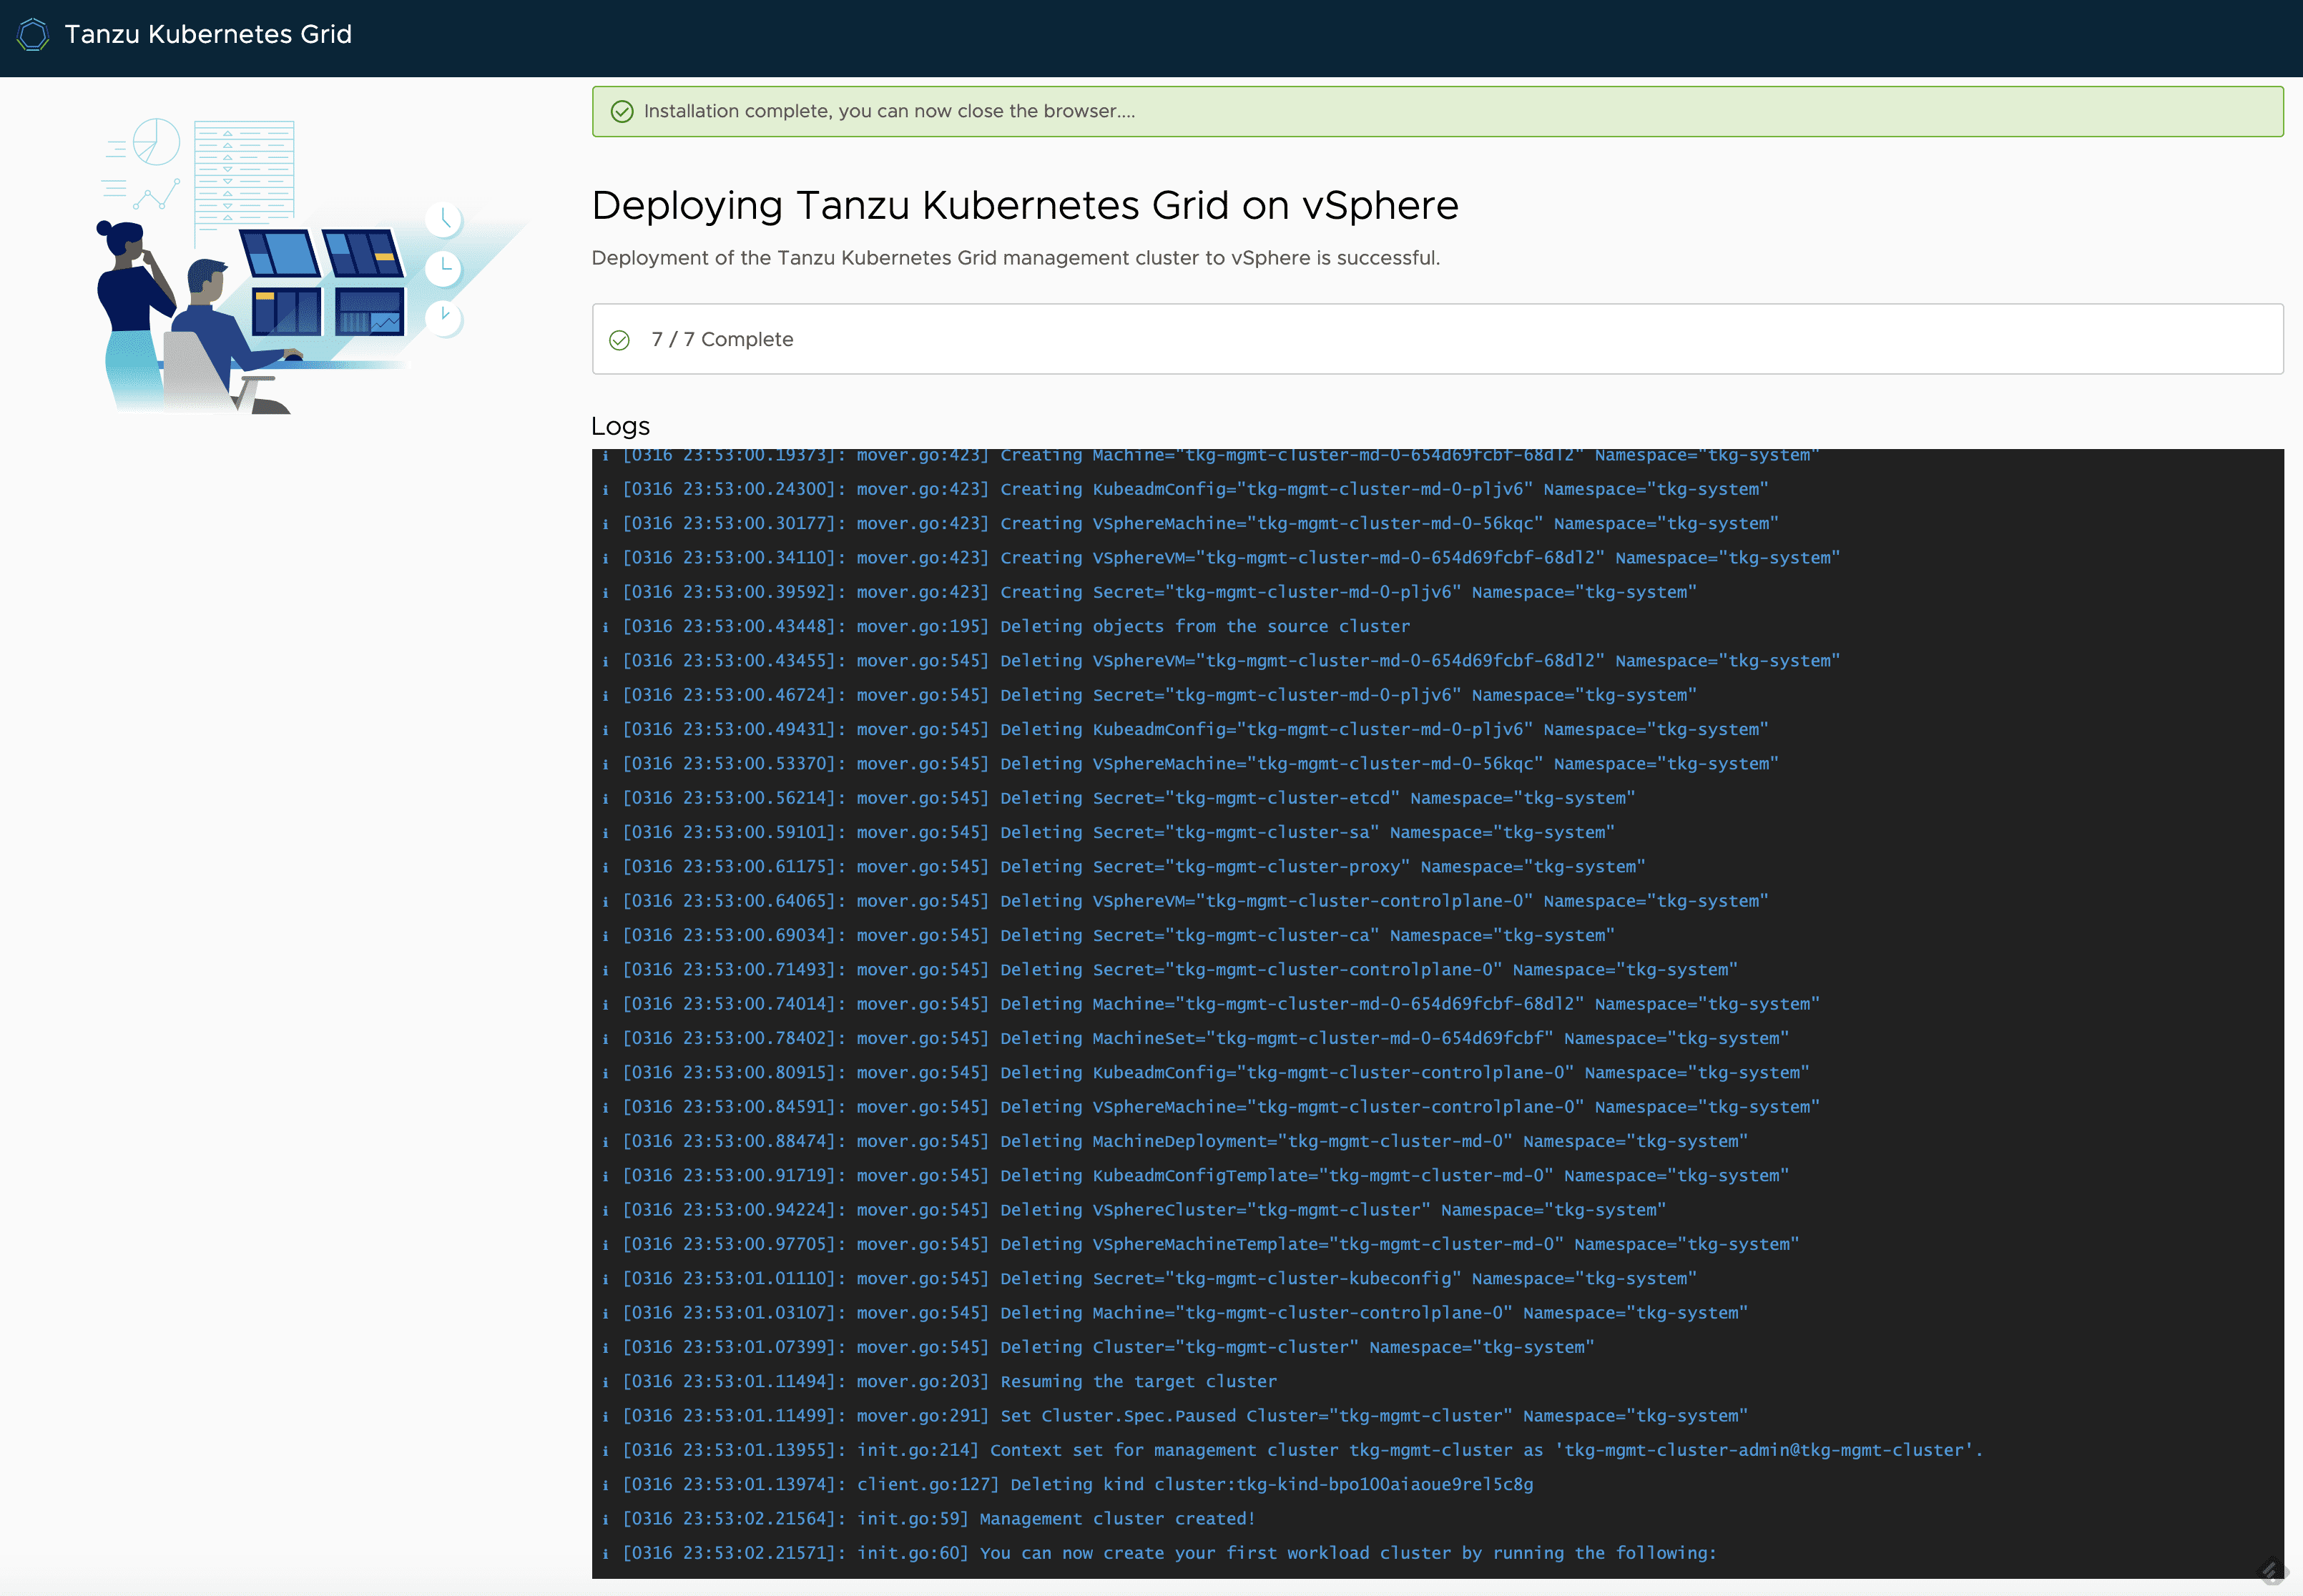 Tanzu Kubernetes Grid
Installation complete, you can now close the browser....
Deploying Tanzu Kubernetes Grid on vSphere
Deployment of the Tanzu Kubernetes Grid management cluster to vSphere is successful.
7 / 7 Complete
Logs
i [0316 23:53:00.19373]: mover.go:423] Creating Machine="tkg-mgmt-cluster-md-0-654d69fcbf-68dl2" Namespace="tkg-system"
i [0316 23:53:00.24300]: mover.go:423] Creating KubeadmConfig="tkg-mgmt-cluster-md-0-pljv6" Namespace="tkg-system"
i [0316 23:53:00.30177]: mover.go:423] Creating VSphereMachine="tkg-mgmt-cluster-md-0-56kqc" Namespace="tkg-system"
i [0316 23:53:00.34110]: mover.go:423] Creating VSphereVM="tkg-mgmt-cluster-md-0-654d69fcbf-68dl2" Namespace="tkg-system"
i [0316 23:53:00.39592]: mover.go:423] Creating Secret="tkg-mgmt-cluster-md-0-pljv6" Namespace="tkg-system"
i [0316 23:53:00.43448]: mover.go:195] Deleting objects from the source cluster
i [0316 23:53:00.43455]: mover.go:545] Deleting VSphereVM="tkg-mgmt-cluster-md-0-654d69fcbf-68dl2" Namespace="tkg-system"
i [0316 23:53:00.46724]: mover.go:545] Deleting Secret="tkg-mgmt-cluster-md-0-pljv6" Namespace="tkg-system"
i [0316 23:53:00.49431]: mover.go:545] Deleting KubeadmConfig="tkg-mgmt-cluster-md-0-pljv6" Namespace="tkg-system"
i [0316 23:53:00.53370]: mover.go:545] Deleting VSphereMachine="tkg-mgmt-cluster-md-0-56kqc" Namespace="tkg-system"
i [0316 23:53:00.56214]: mover.go:545] Deleting Secret="tkg-mgmt-cluster-etcd" Namespace="tkg-system"
i [0316 23:53:00.59101]: mover.go:545] Deleting Secret="tkg-mgmt-cluster-sa" Namespace="tkg-system"
i [0316 23:53:00.61175]: mover.go:545] Deleting Secret="tkg-mgmt-cluster-proxy" Namespace="tkg-system"
i [0316 23:53:00.64065]: mover.go:545] Deleting VSphereVM="tkg-mgmt-cluster-controlplane-0" Namespace="tkg-system"
i [0316 23:53:00.69034]: mover.go:545] Deleting Secret="tkg-mgmt-cluster-ca" Namespace="tkg-system"
i [0316 23:53:00.71493]: mover.go:545] Deleting Secret="tkg-mgmt-cluster-controlplane-0" Namespace="tkg-system"
i [0316 23:53:00.74014]: mover.go:545] Deleting Machine="tkg-mgmt-cluster-md-0-654d69fcbf-68dl2" Namespace="tkg-system"
i [0316 23:53:00.78402]: mover.go:545] Deleting MachineSet="tkg-mgmt-cluster-md-0-654d69fcbf" Namespace="tkg-system"
i [0316 23:53:00.80915]: mover.go:545] Deleting KubeadmConfig="tkg-mgmt-cluster-controlplane-0" Namespace="tkg-system"
i [0316 23:53:00.84591]: mover.go:545] Deleting VSphereMachine="tkg-mgmt-cluster-controlplane-0" Namespace="tkg-system"
i [0316 23:53:00.88474]: mover.go:545] Deleting MachineDeployment="tkg-mgmt-cluster-md-0" Namespace="tkg-system"
i [0316 23:53:00.91719]: mover.go:545] Deleting KubeadmConfigTemplate="tkg-mgmt-cluster-md-0" Namespace="tkg-system"
i [0316 23:53:00.94224]: mover.go:545] Deleting VSphereCluster="tkg-mgmt-cluster" Namespace="tkg-system"
i [0316 23:53:00.97705]: mover.go:545] Deleting VSphereMachineTemplate="tkg-mgmt-cluster-md-0" Namespace="tkg-system"
i [0316 23:53:01.01110]: mover.go:545] Deleting Secret="tkg-mgmt-cluster-kubeconfig" Namespace="tkg-system"
i [0316 23:53:01.03107]: mover.go:545] Deleting Machine="tkg-mgmt-cluster-controlplane-0" Namespace="tkg-system"
i [0316 23:53:01.07399]: mover.go:545] Deleting Cluster="tkg-mgmt-cluster" Namespace="tkg-system"
i [0316 23:53:01.11494]: mover.go:203] Resuming the target cluster
i [0316 23:53:01.11499]: mover.go:291] Set Cluster.Spec.Paused Cluster="tkg-mgmt-cluster" Namespace="tkg-system"
i [0316 23:53:01.13955]: init.go:214] Context set for management cluster tkg-mgmt-cluster as 'tkg-mgmt-cluster-admin@tkg-mgmt-cluster'.
i [0316 23:53:01.13974]: client.go:127] Deleting kind cluster:tkg-kind-bpo100aiaoue9rel5c8g
i [0316 23:53:02.21564]: init.go:59] Management cluster created!
i [0316 23:53:02.21571]: init.go:60] You can now create your first workload cluster by running the following: